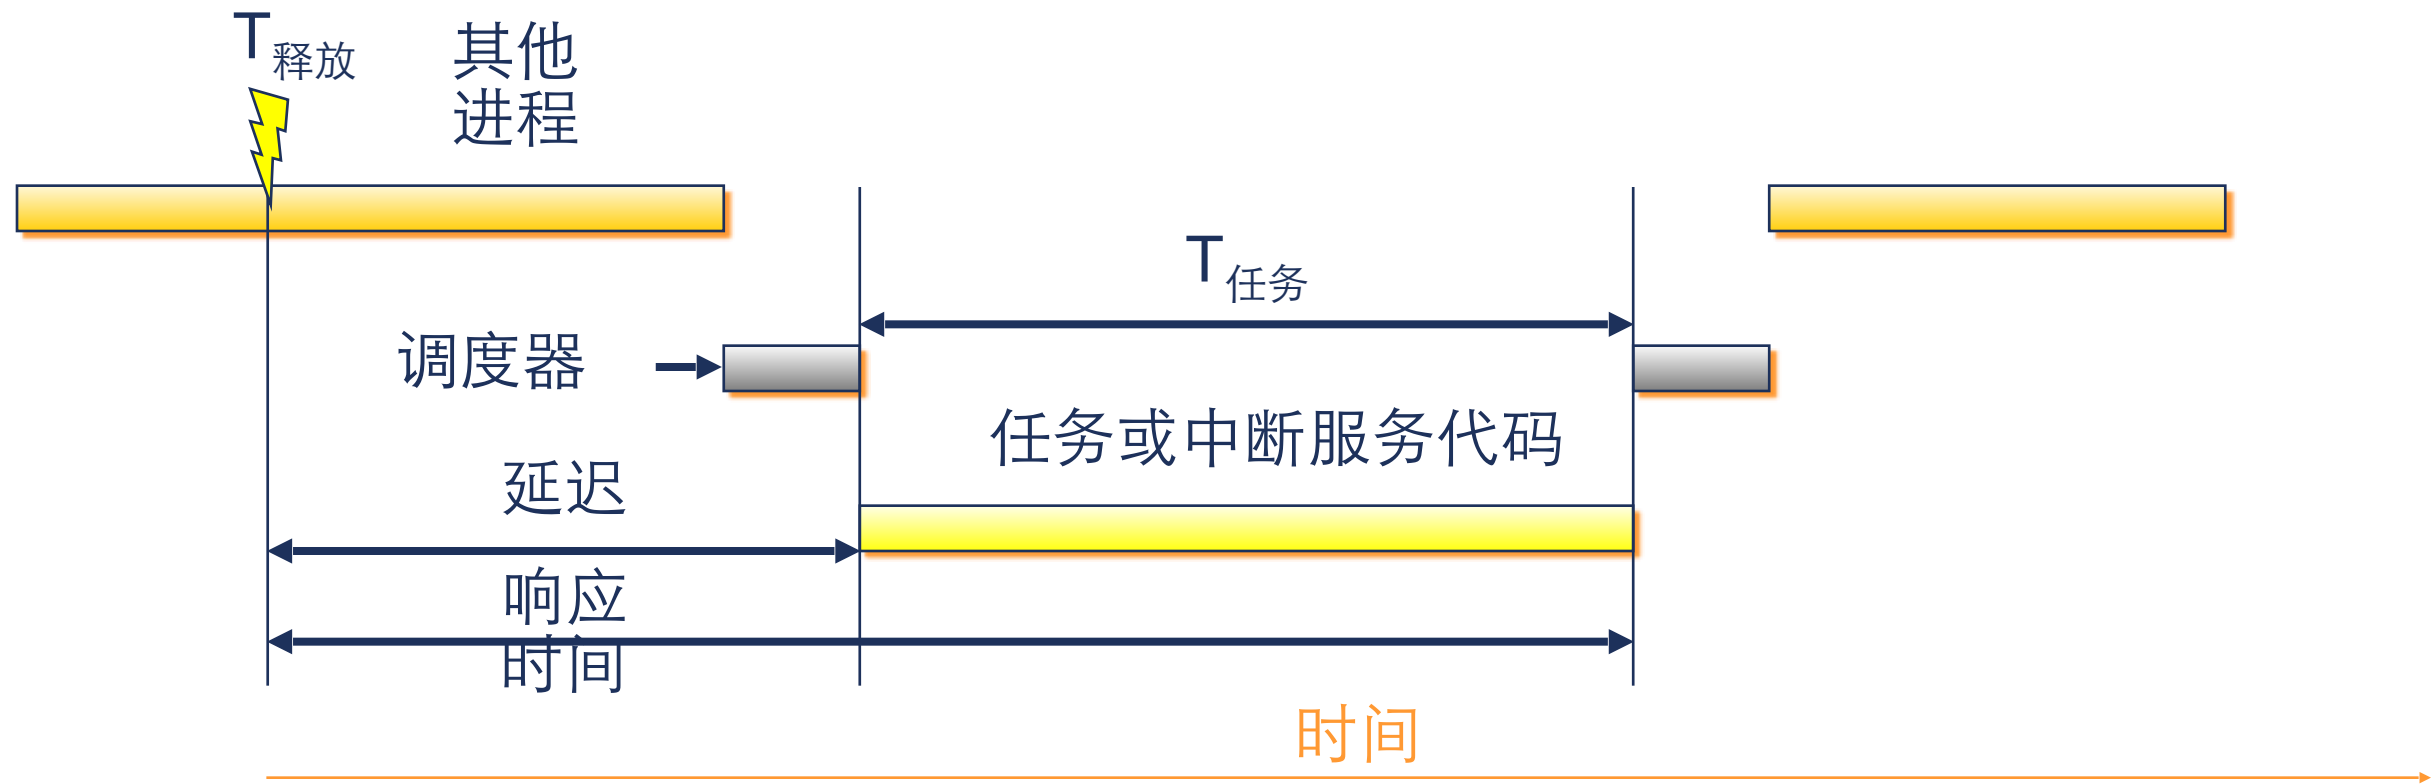 T释放
其他
进程
T任务
调度器
任务或中断服务代码
延迟
响应
时间
时间